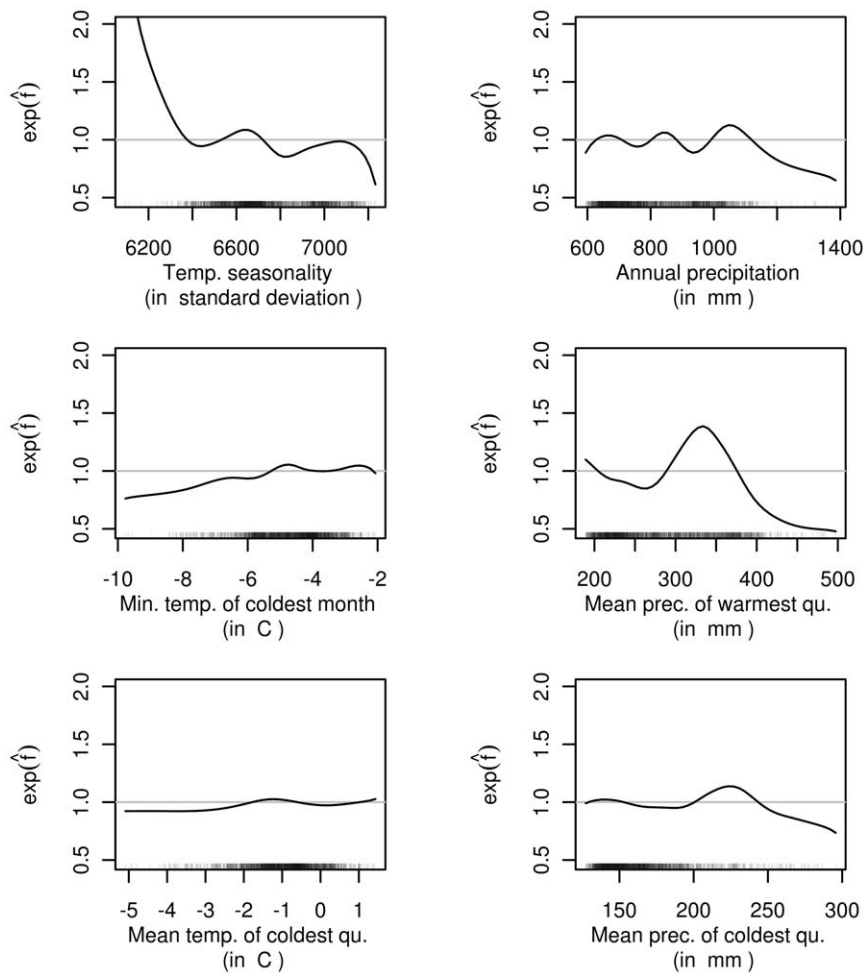 2.0
1.5
1.0
0.5
exp(f̂)
6200 6600 7000
Temp. seasonality
(in standard deviation )
2.0
1.5
1.0
0.5
exp(f̂)
600 800 1000 1400
Annual precipitation
(in mm )
2.0
1.5
1.0
0.5
exp(f̂)
-10 -8 -6 -4 -2
Min. temp. of coldest month
(in C )
2.0
1.5
1.0
0.5
exp(f̂)
200 300 400 500
Mean prec. of warmest qu.
(in mm )
2.0
1.5
1.0
0.5
exp(f̂)
-5 -4 -3 -2 -1 0 1
Mean temp. of coldest qu.
(in C )
2.0
1.5
1.0
0.5
exp(f̂)
150 200 250 300
Mean prec. of coldest qu.
(in mm )